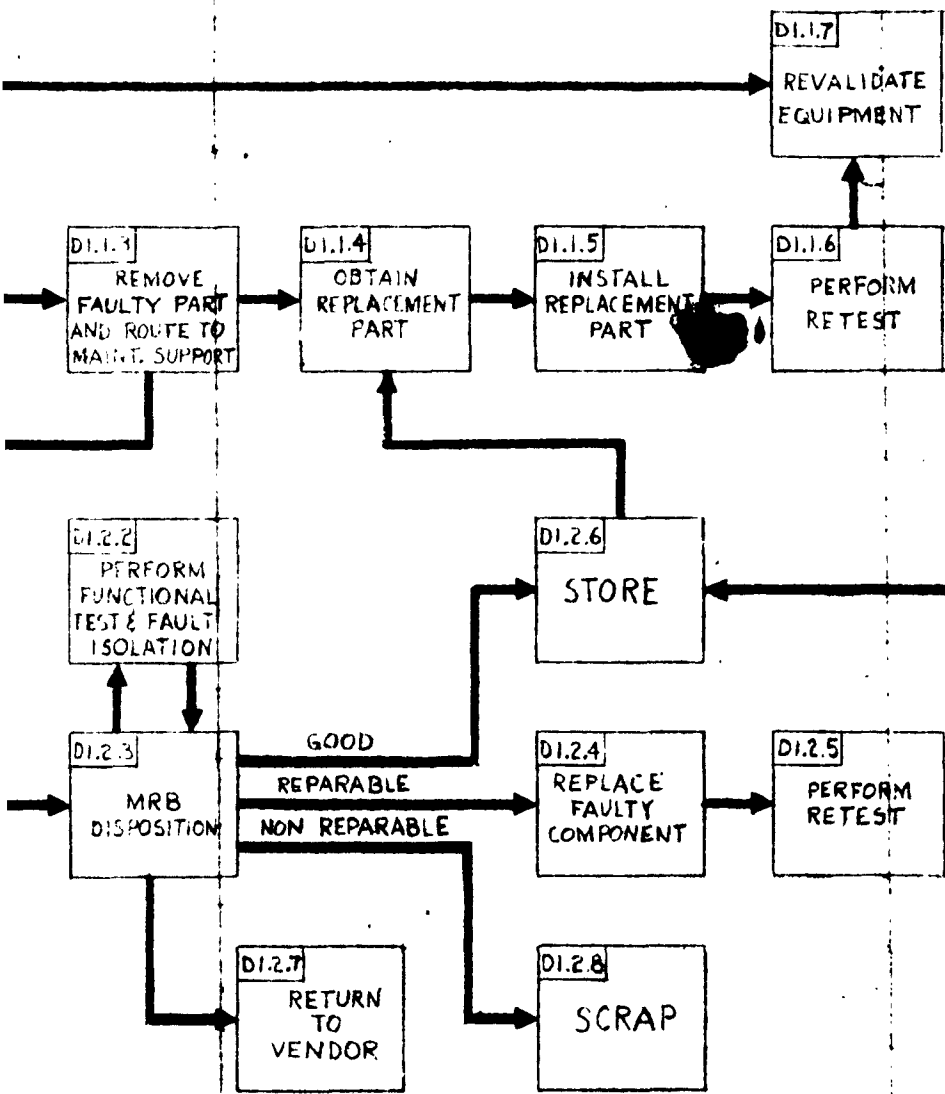 D1.1.7
REVALIDATE
EQUIPMENT
D1.1.3
REMOVE
FAULTY PART
AND ROUTE TO
MAINT. SUPPORT
D1.1.4
OBTAIN
REPLACEMENT
PART
D1.1.5
INSTALL
REPLACEMENT
PART
D1.1.6
PERFORM
RETEST
D1.2.2
PERFORM
FUNCTIONAL
TEST & FAULT
ISOLATION
D1.2.6
STORE
D1.2.3
MRB
DISPOSITION
GOOD
REPARABLE
NON REPARABLE
D1.2.4
REPLACE
FAULTY
COMPONENT
D1.2.5
PERFORM
RETEST
D1.2.7
RETURN
TO
VENDOR
D1.2.8
SCRAP